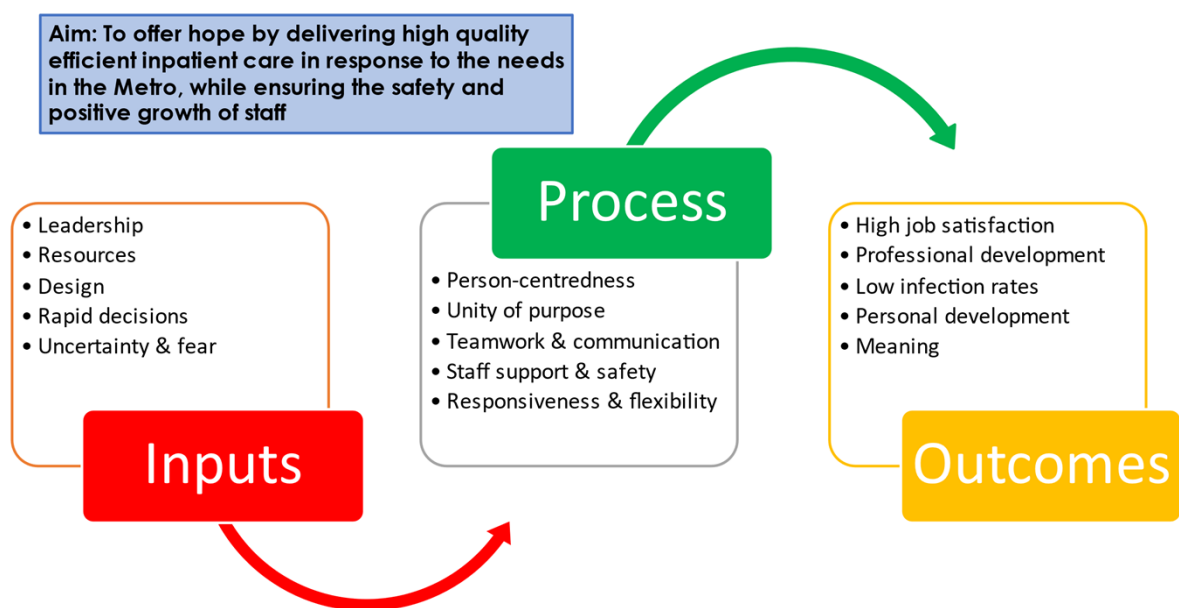 Aim: To offer hope by delivering high quality
efficient inpatient care in response to the needs
in the Metro, while ensuring the safety and
positive growth of staff
• Leadership
• Resources
• Design
• Rapid decisions
• Uncertainty & fear
Inputs
Process
• Person-centredness
• Unity of purpose
• Teamwork & communication
• Staff support & safety
• Responsiveness & flexibility
• High job satisfaction
• Professional development
• Low infection rates
• Personal development
• Meaning
Outcomes